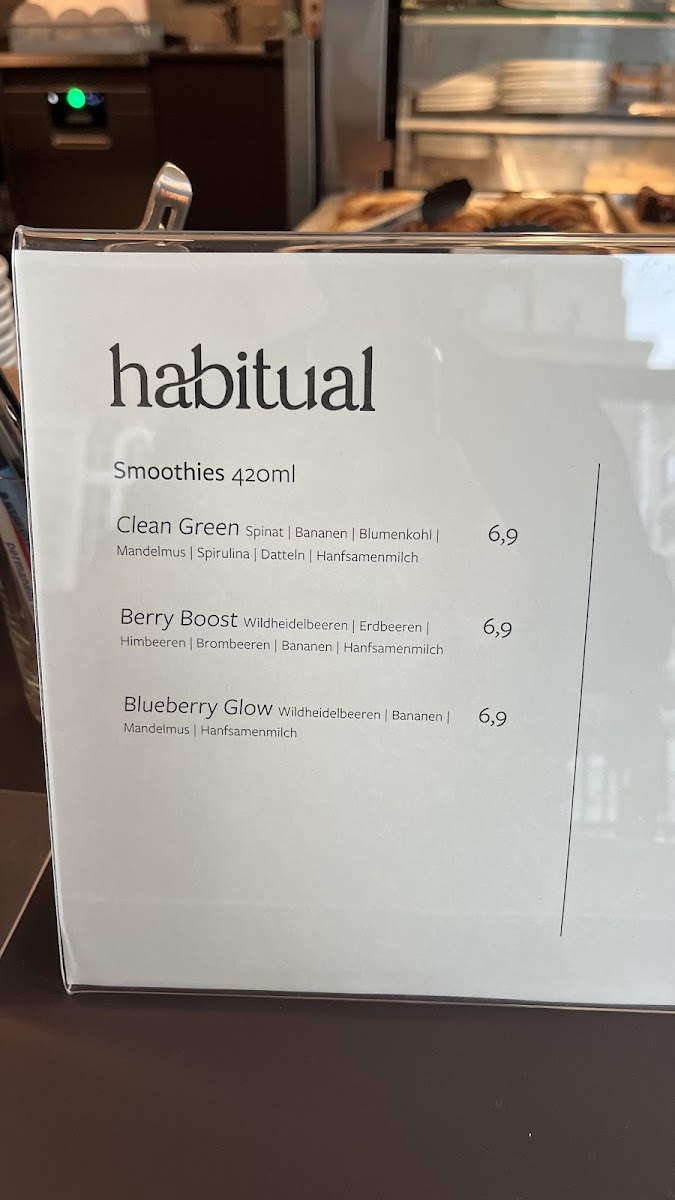 habitual
Smoothies 420ml
Clean Green Spinat | Bananen | Blumenkohl | 6,9
Mandelmus | Spirulina | Datteln | Hanfsamenmilch
Berry Boost Wildheidelbeeren | Erdbeeren | 6,9
Himbeeren | Brombeeren | Bananen | Hanfsamenmilch
Blueberry Glow Wildheidelbeeren | Bananen | 6,9
Mandelmus | Hanfsamenmilch